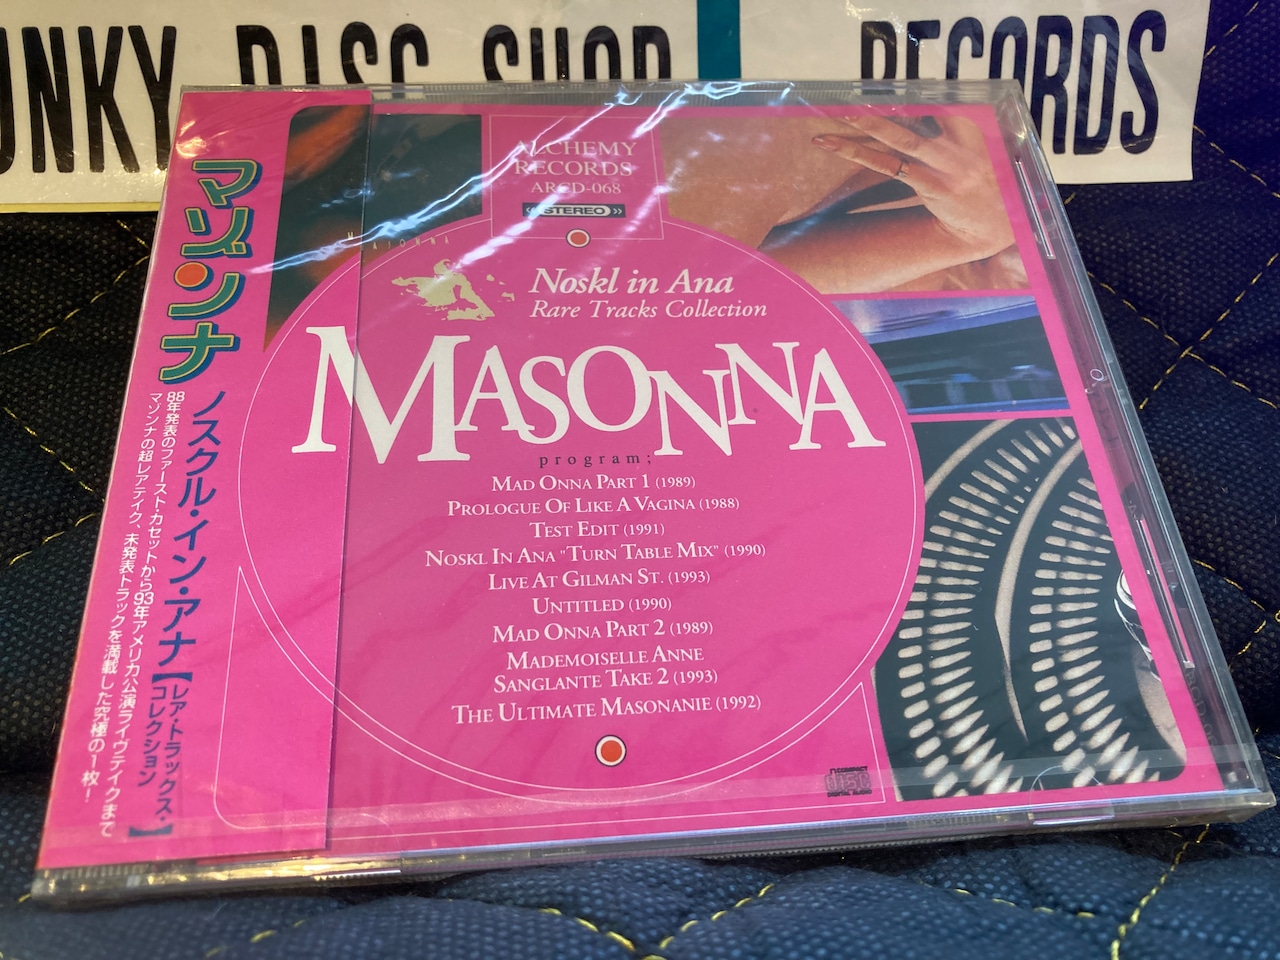 UNKY DISC SHOP RECORDS
RECORDS
マゾンナ
ノスクル・イン・アナ【レア・トラックス・コレクション】
88年発表のファースト・カセットから93年アメリカ公演ライヴテイクまで
マゾンナの超レアテイク、未発表トラックを満載した究極の1枚!
MASONNA
ALCHEMY
RECORDS
ARCD-068
STEREO
Noskl in Ana
Rare Tracks Collection
MASONNA
program;
MAD ONNA PART 1 (1989)
PROLOGUE OF LIKE A VAGINA (1988)
TEST EDIT (1991)
NOSKL IN ANA "TURN TABLE MIX" (1990)
LIVE AT GILMAN ST. (1993)
UNTITLED (1990)
MAD ONNA PART 2 (1989)
MADEMOISELLE ANNE
SANGLANTE TAKE 2 (1993)
THE ULTIMATE MASONANIE (1992)
COMPACT
DISC
DIGITAL AUDIO